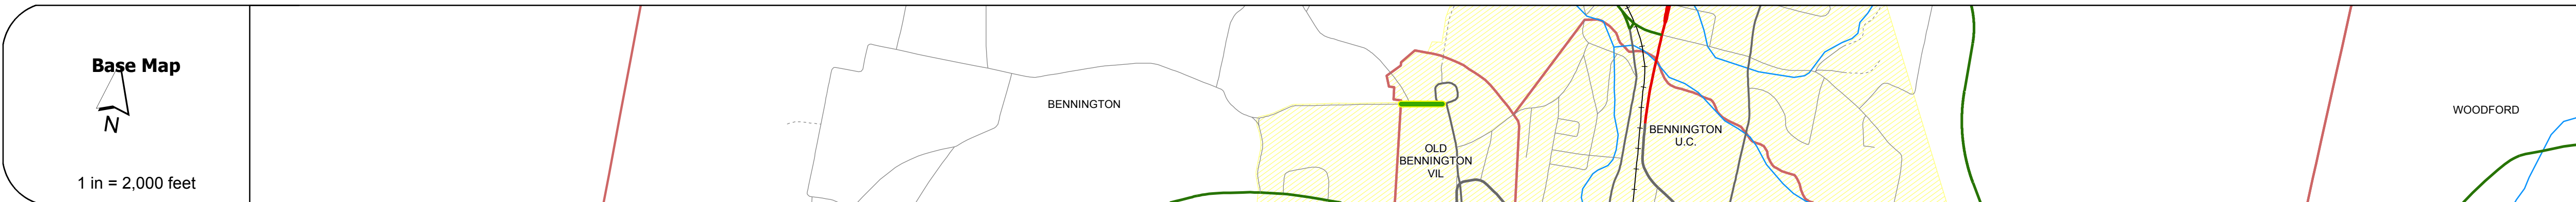 Base Map
N
1 in = 2,000 feet
BENNINGTON
OLD
BENNINGTON
VIL
BENNINGTON
U.C.
WOODFORD